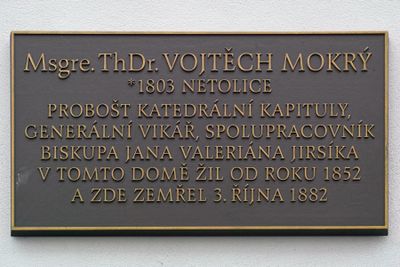 Msgre. ThDr. VOJTĚCH MOKRÝ
*1803 NETOLICE
PROBOŠT KATEDRÁLNÍ KAPITULY,
GENERÁLNÍ VIKÁŘ, SPOLUPRACOVNÍK
BISKUPA JANA VALERIÁNA JIRSÍKA
V TOMTO DOMĚ ŽIL OD ROKU 1852
A ZDE ZEMŘEL 3. ŘÍJNA 1882